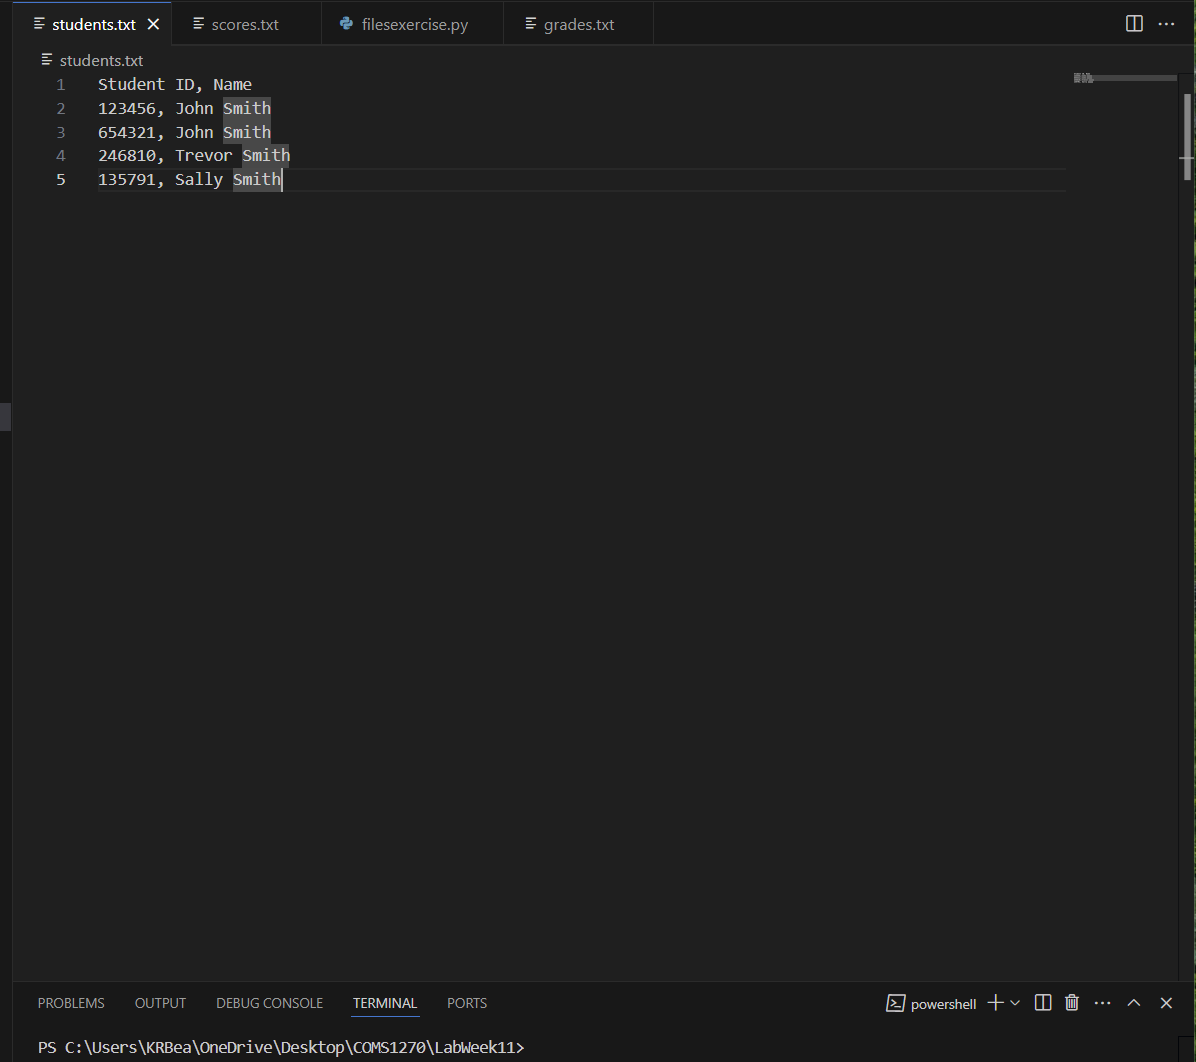 students.txt scores.txt filesexercise.py grades.txt
students.txt
1 Student ID, Name
2 123456, John Smith
3 654321, John Smith
4 246810, Trevor Smith
5 135791, Sally Smith
PROBLEMS OUTPUT DEBUG CONSOLE TERMINAL PORTS powershell
PS C:\Users\KRBea\OneDrive\Desktop\COMS1270\LabWeek11>